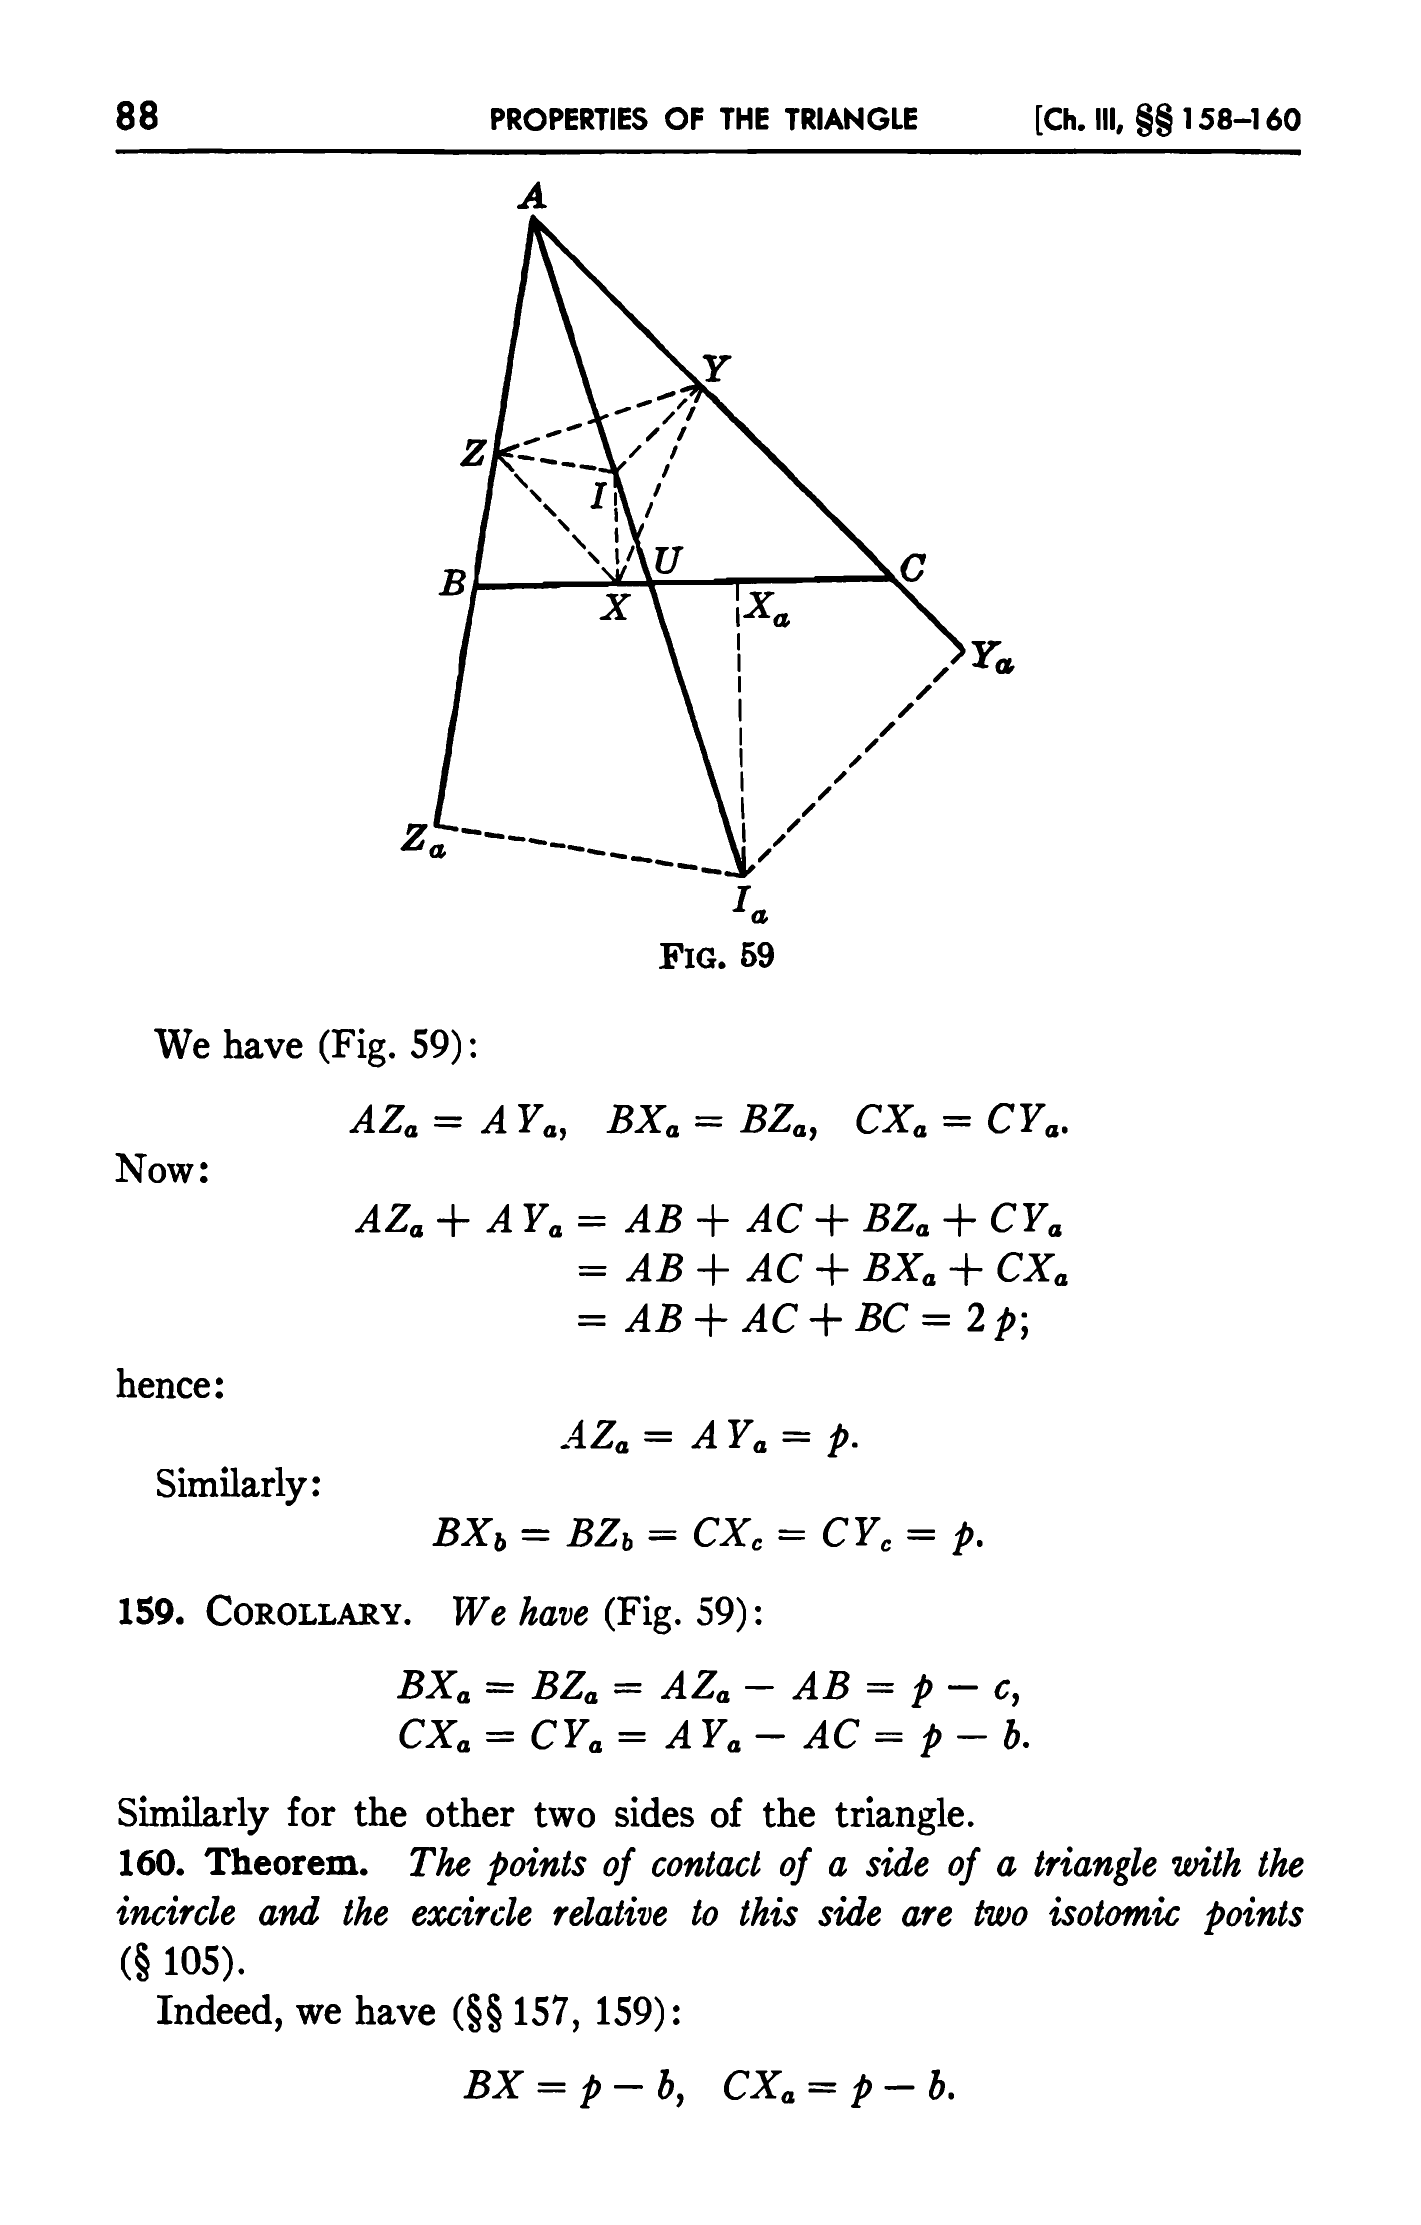 88 PROPERTIES OF THE TRIANGLE [Ch. III, §§ 158–160
A
Y
Z
I
U
C
B
X
Xₐ
Yₐ
Zₐ
Iₐ
FIG. 59
We have (Fig. 59):
AZₐ = AYₐ, BXₐ = BZₐ, CXₐ = CYₐ.
Now:
AZₐ + AYₐ = AB + AC + BZₐ + CYₐ
= AB + AC + BXₐ + CXₐ
= AB + AC + BC = 2 p;
hence:
AZₐ = AYₐ = p.
Similarly:
BX_b = BZ_b = CX_c = CY_c = p.
159. COROLLARY. We have (Fig. 59):
BXₐ = BZₐ = AZₐ − AB = p − c,
CXₐ = CYₐ = AYₐ − AC = p − b.
Similarly for the other two sides of the triangle.
160. Theorem. The points of contact of a side of a triangle with the
incircle and the excircle relative to this side are two isotomic points
(§ 105).
Indeed, we have (§§ 157, 159):
BX = p − b, CXₐ = p − b.